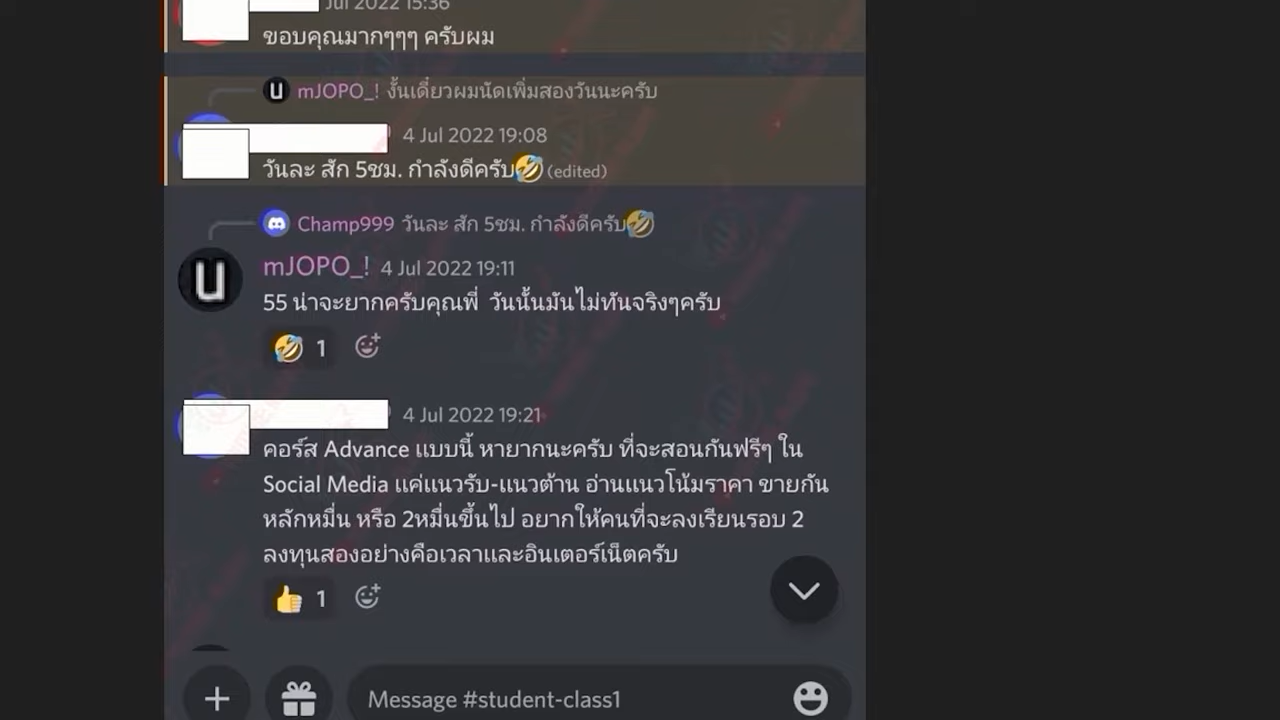 Jul 2022 15:36
ขอบคุณมากๆๆๆ ครับผม
mJOPO_! งั้นเดี๋ยวผมนัดเพิ่มสองวันนะครับ
4 Jul 2022 19:08
วันละ สัก 5ชม. กำลังดีครับ🤣 (edited)
Champ999 วันละ สัก 5ชม. กำลังดีครับ🤣
mJOPO_! 4 Jul 2022 19:11
55 น่าจะยากครับคุณพี่ วันนั้นมันไม่ทันจริงๆครับ
🤣 1
4 Jul 2022 19:21
คอร์ส Advance แบบนี้ หายากนะครับ ที่จะสอนกันฟรีๆ ใน
Social Media แค่แนวรับ-แนวต้าน อ่านแนวโน้มราคา ขายกัน
หลักหมื่น หรือ 2หมื่นขึ้นไป อยากให้คนที่จะลงเรียนรอบ 2
ลงทุนสองอย่างคือเวลาและอินเตอร์เน็ตครับ
👍 1
Message #student-class1